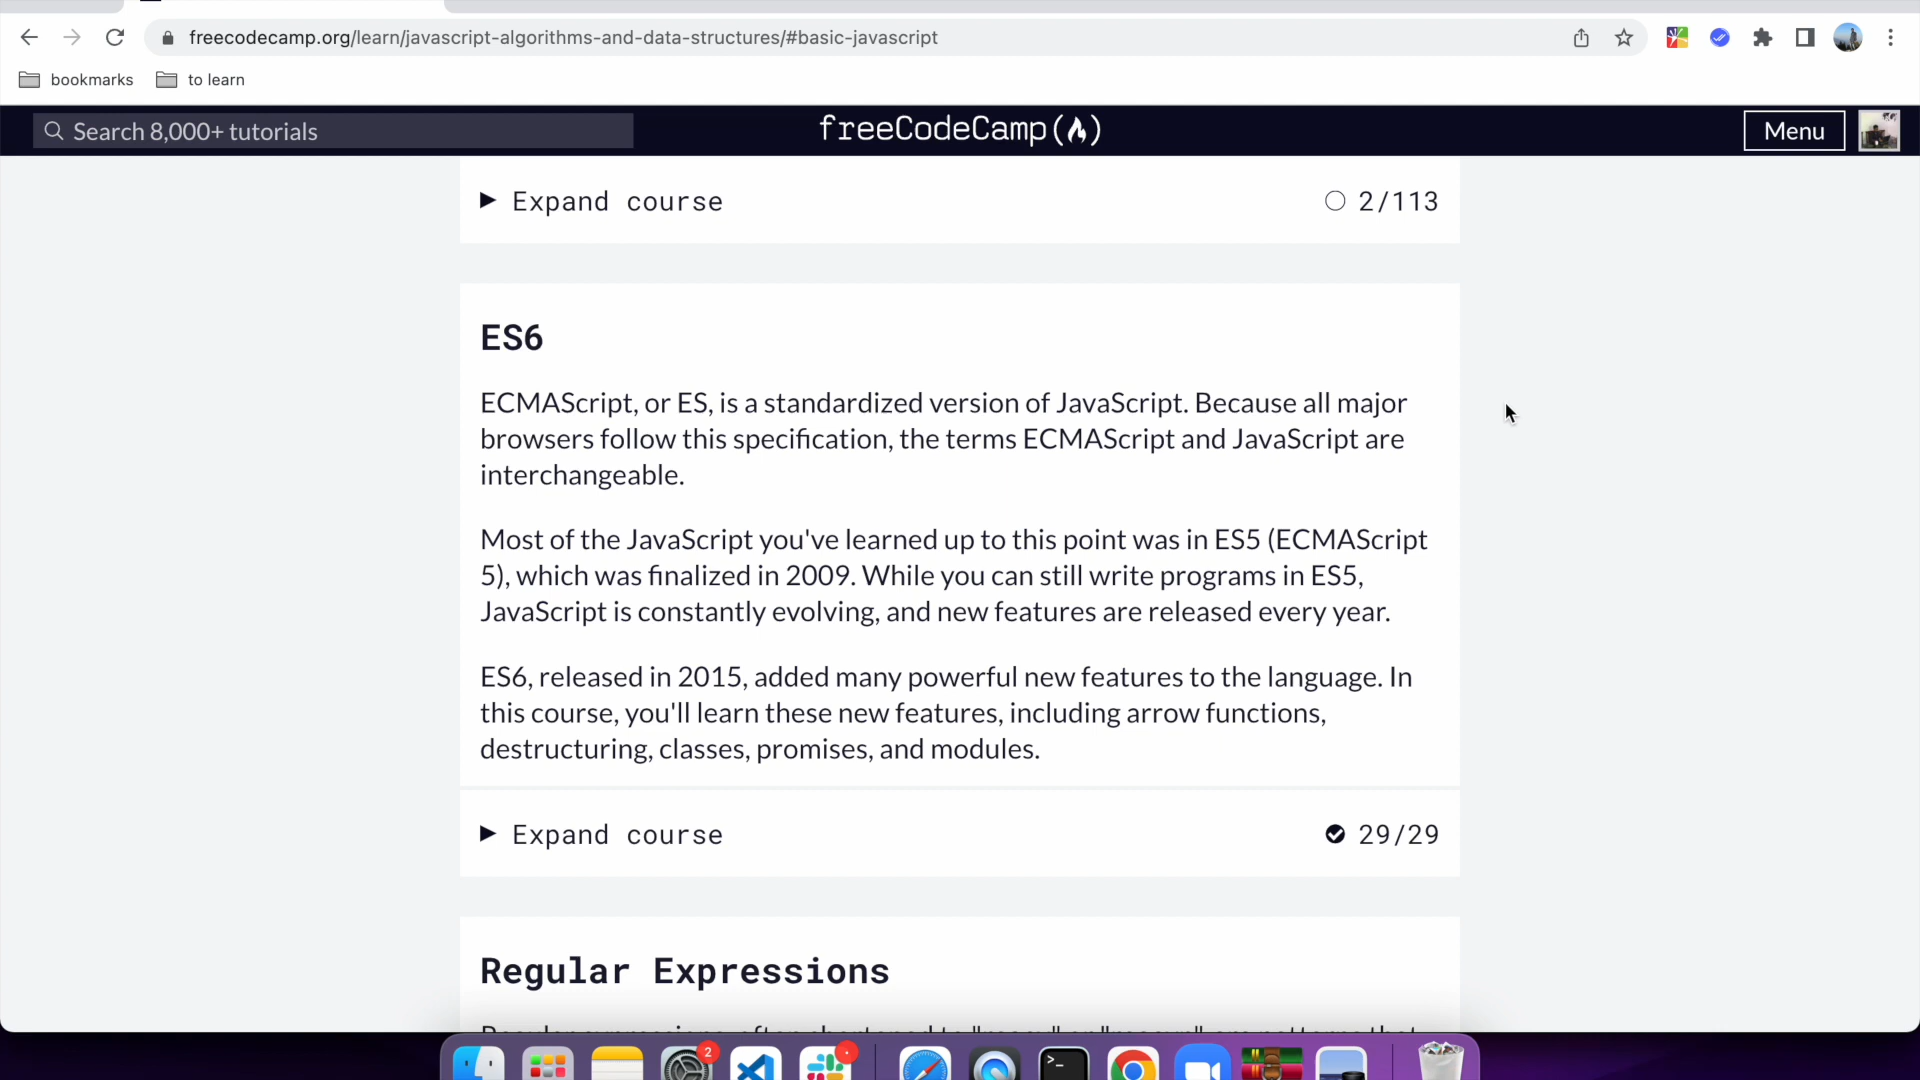 freecodecamp.org/learn/javascript-algorithms-and-data-structures/#basic-javascript
bookmarks to learn
Search 8,000+ tutorials
freeCodeCamp(🔥)
Menu
Expand course 2/113
ES6
ECMAScript, or ES, is a standardized version of JavaScript. Because all major
browsers follow this specification, the terms ECMAScript and JavaScript are
interchangeable.
Most of the JavaScript you've learned up to this point was in ES5 (ECMAScript
5), which was finalized in 2009. While you can still write programs in ES5,
JavaScript is constantly evolving, and new features are released every year.
ES6, released in 2015, added many powerful new features to the language. In
this course, you'll learn these new features, including arrow functions,
destructuring, classes, promises, and modules.
Expand course 29/29
Regular Expressions
2